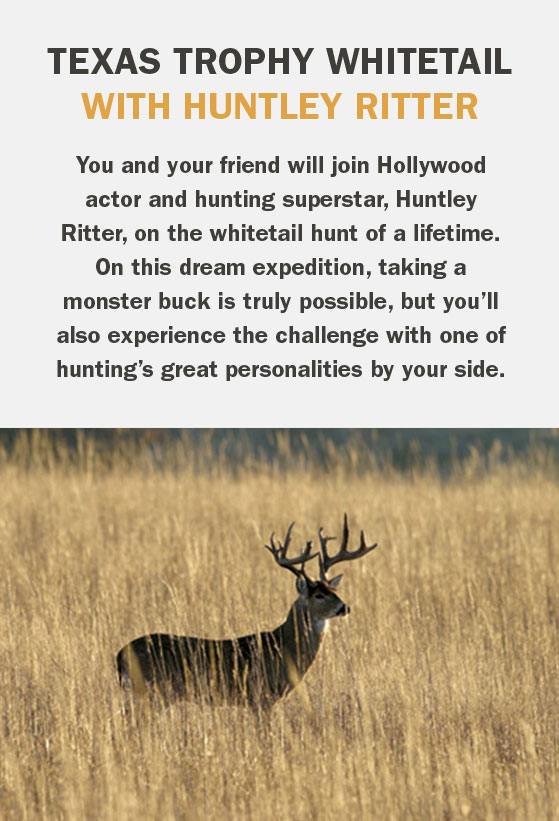 TEXAS TROPHY WHITETAIL
WITH HUNTLEY RITTER
You and your friend will join Hollywood
actor and hunting superstar, Huntley
Ritter, on the whitetail hunt of a lifetime.
On this dream expedition, taking a
monster buck is truly possible, but you’ll
also experience the challenge with one of
hunting’s great personalities by your side.